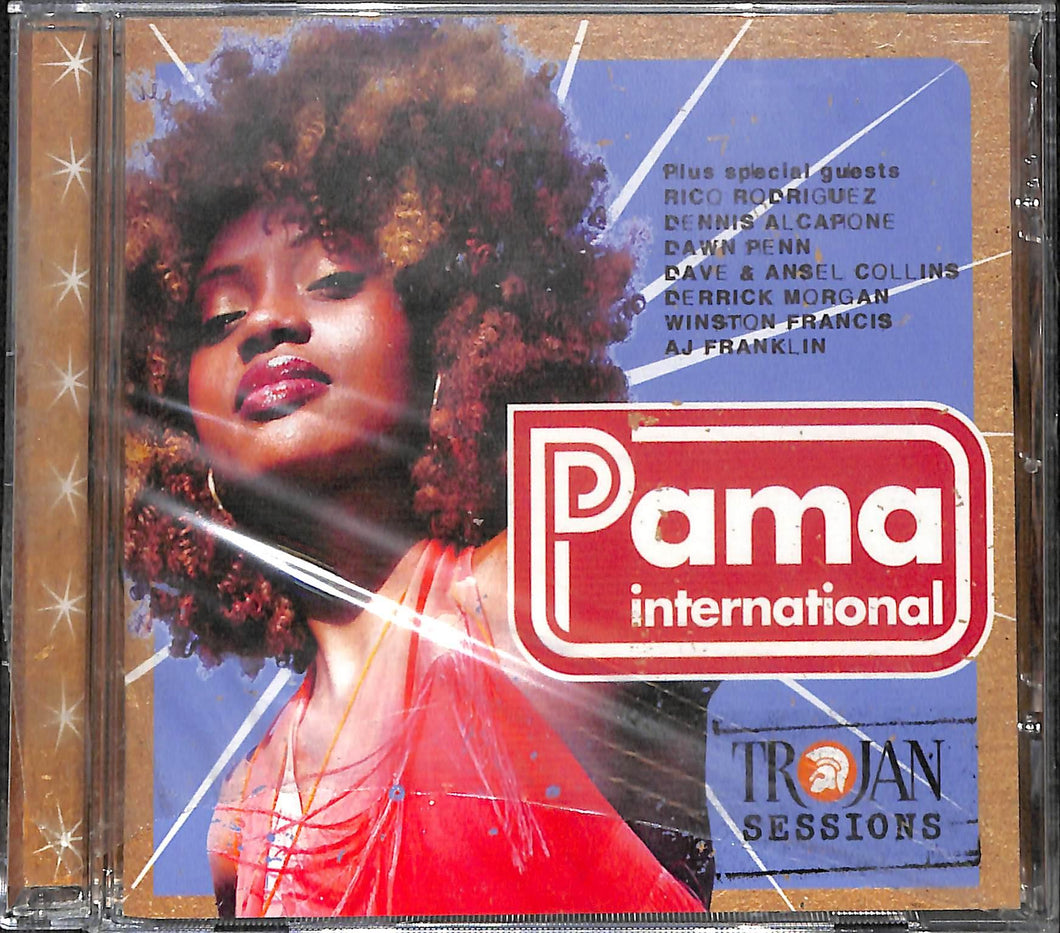 Plus special guests
RICO RODRIGUEZ
DENNIS ALCAPONE
DAWN PENN
DAVE & ANSEL COLLINS
DERRICK MORGAN
WINSTON FRANCIS
AJ FRANKLIN
Pama
international
TROJAN
SESSIONS